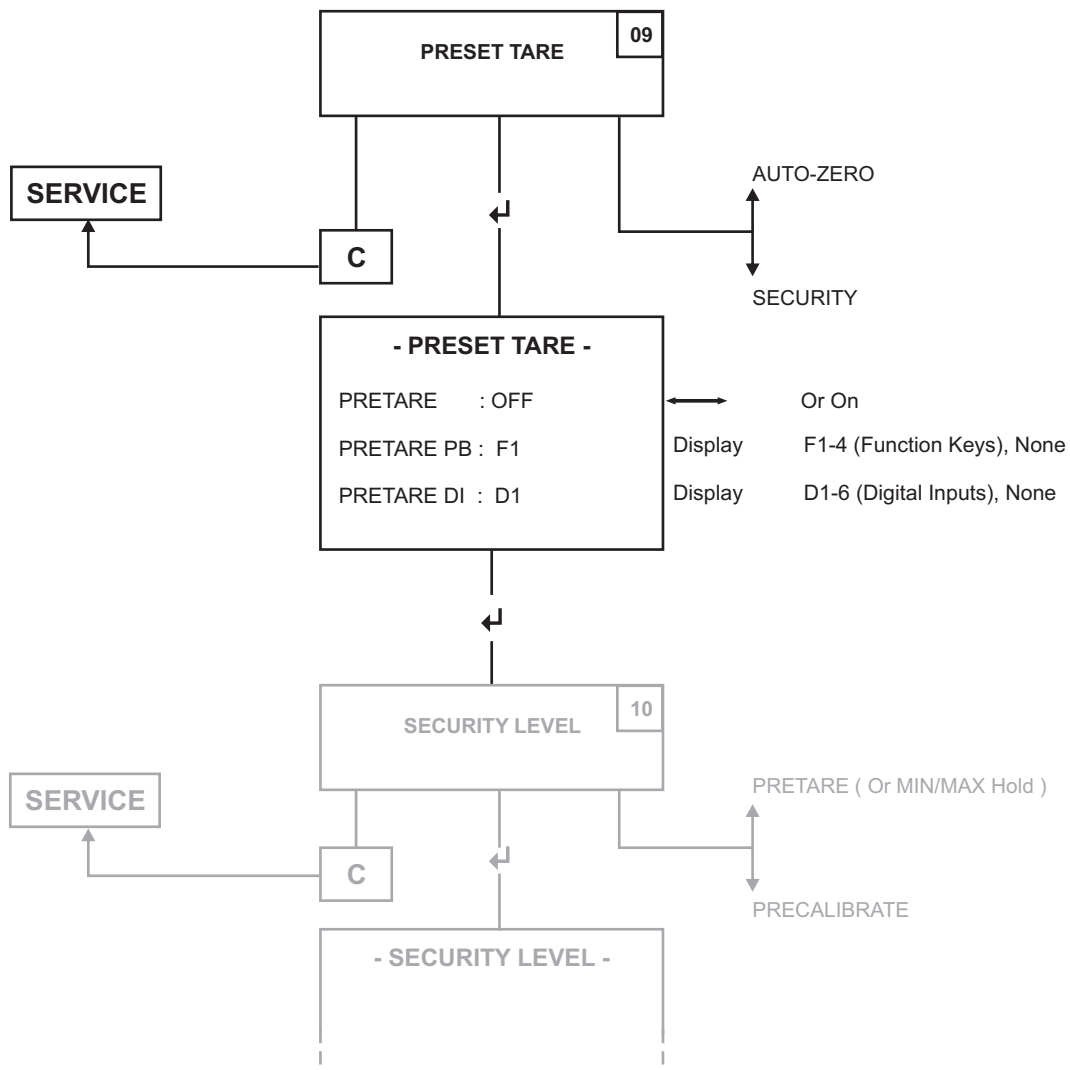 PRESET TARE
09
SERVICE
C
AUTO-ZERO
SECURITY
- PRESET TARE -
PRETARE : OFF
Or On
PRETARE PB : F1
Display F1-4 (Function Keys), None
PRETARE DI : D1
Display D1-6 (Digital Inputs), None
SECURITY LEVEL
10
SERVICE
C
PRETARE ( Or MIN/MAX Hold )
PRECALIBRATE
- SECURITY LEVEL -